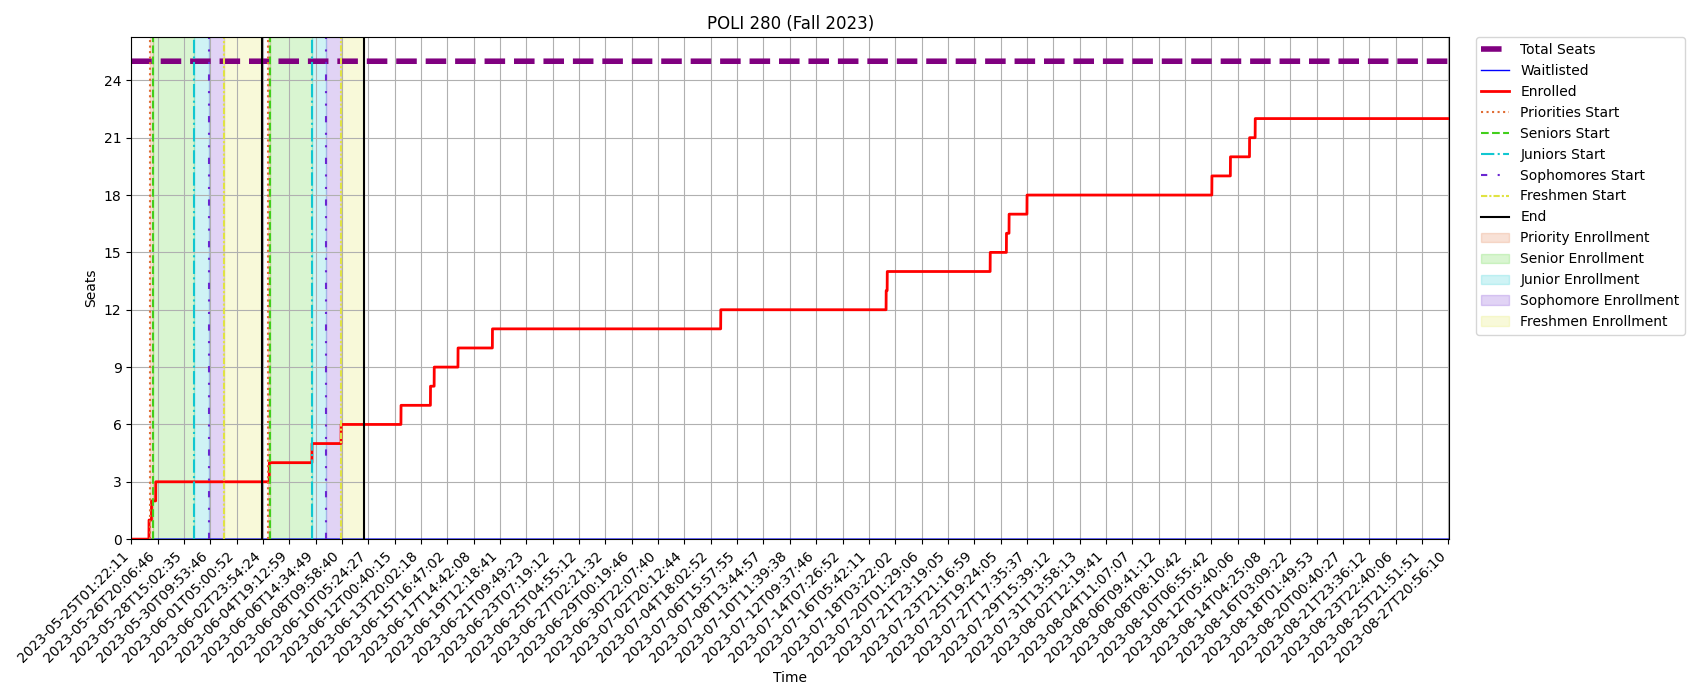 POLI 280 (Fall 2023)
Total Seats
Waitlisted
Enrolled
Priorities Start
Seniors Start
Juniors Start
Sophomores Start
Freshmen Start
End
Priority Enrollment
Senior Enrollment
Junior Enrollment
Sophomore Enrollment
Freshmen Enrollment
Seats
24
21
18
15
12
9
6
3
0
2023-05-25T01:22:11
2023-05-26T20:06:46
2023-05-28T15:02:35
2023-05-30T09:53:46
2023-06-01T05:00:52
2023-06-02T23:54:24
2023-06-04T19:12:59
2023-06-06T14:34:49
2023-06-08T09:58:40
2023-06-10T05:24:27
2023-06-12T00:40:15
2023-06-13T20:02:18
2023-06-15T16:47:02
2023-06-17T14:42:08
2023-06-19T12:18:41
2023-06-21T09:49:23
2023-06-23T07:19:12
2023-06-25T04:55:12
2023-06-27T02:21:32
2023-06-29T00:19:46
2023-06-30T22:07:40
2023-07-02T20:12:44
2023-07-04T18:02:52
2023-07-06T15:57:55
2023-07-08T13:44:57
2023-07-10T11:39:38
2023-07-12T09:37:46
2023-07-14T07:26:52
2023-07-16T05:42:11
2023-07-18T03:22:02
2023-07-20T01:29:06
2023-07-21T23:19:05
2023-07-23T21:16:59
2023-07-25T19:24:05
2023-07-27T17:35:37
2023-07-29T15:39:12
2023-07-31T13:58:13
2023-08-02T12:19:41
2023-08-04T11:07:07
2023-08-06T09:41:12
2023-08-08T08:10:42
2023-08-10T06:55:42
2023-08-12T05:40:06
2023-08-14T04:25:08
2023-08-16T03:09:22
2023-08-18T01:49:53
2023-08-20T00:40:27
2023-08-21T23:36:12
2023-08-23T22:40:06
2023-08-25T21:51:51
2023-08-27T20:56:10
Time